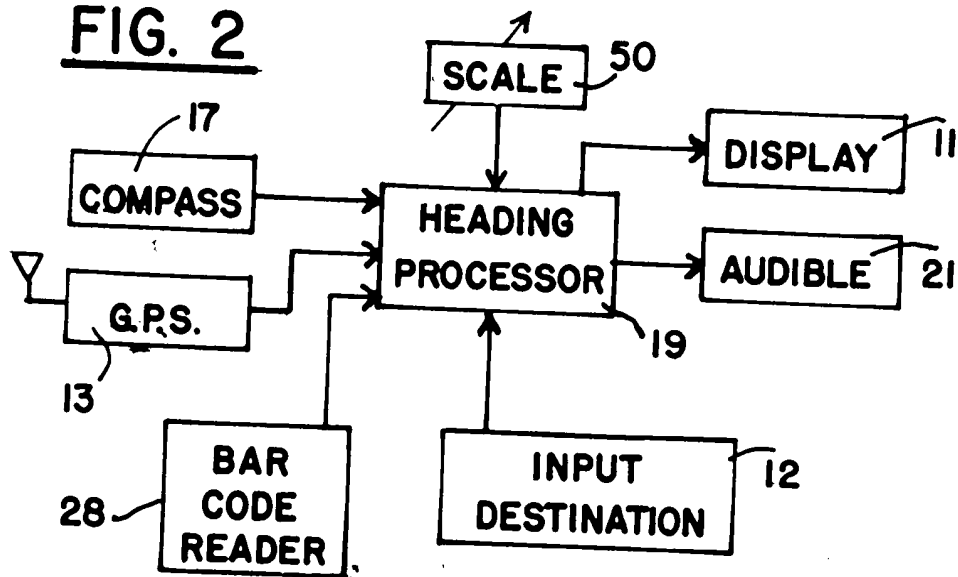 FIG. 2
SCALE
50
17
COMPASS
DISPLAY
11
HEADING
PROCESSOR
19
AUDIBLE
21
G.P.S.
13
BAR
CODE
READER
28
INPUT
DESTINATION
12